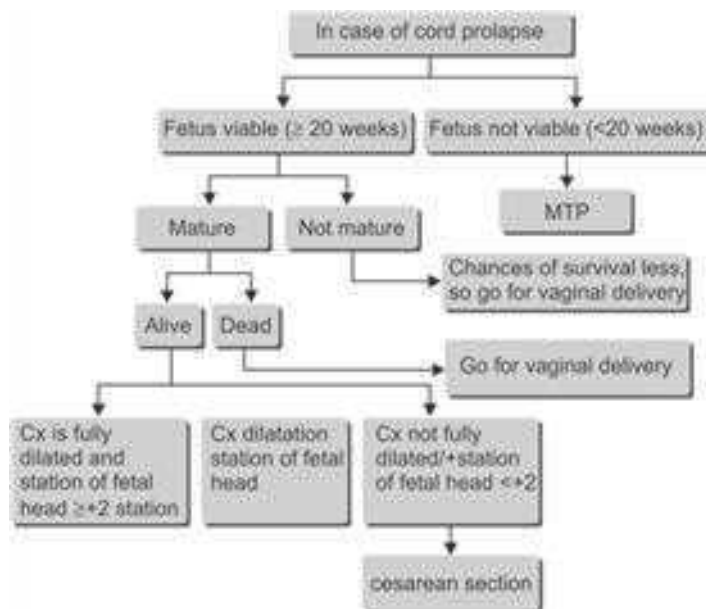 In case of cord prolapse
Fetus viable (≥ 20 weeks)
Fetus not viable (<20 weeks)
MTP
Mature
Not mature
Chances of survival less,
so go for vaginal delivery
Alive
Dead
Go for vaginal delivery
Cx is fully
dilated and
station of fetal
head ≥+2 station
Cx dilatation
station of fetal
head
Cx not fully
dilated/+station
of fetal head <+2
cesarean section